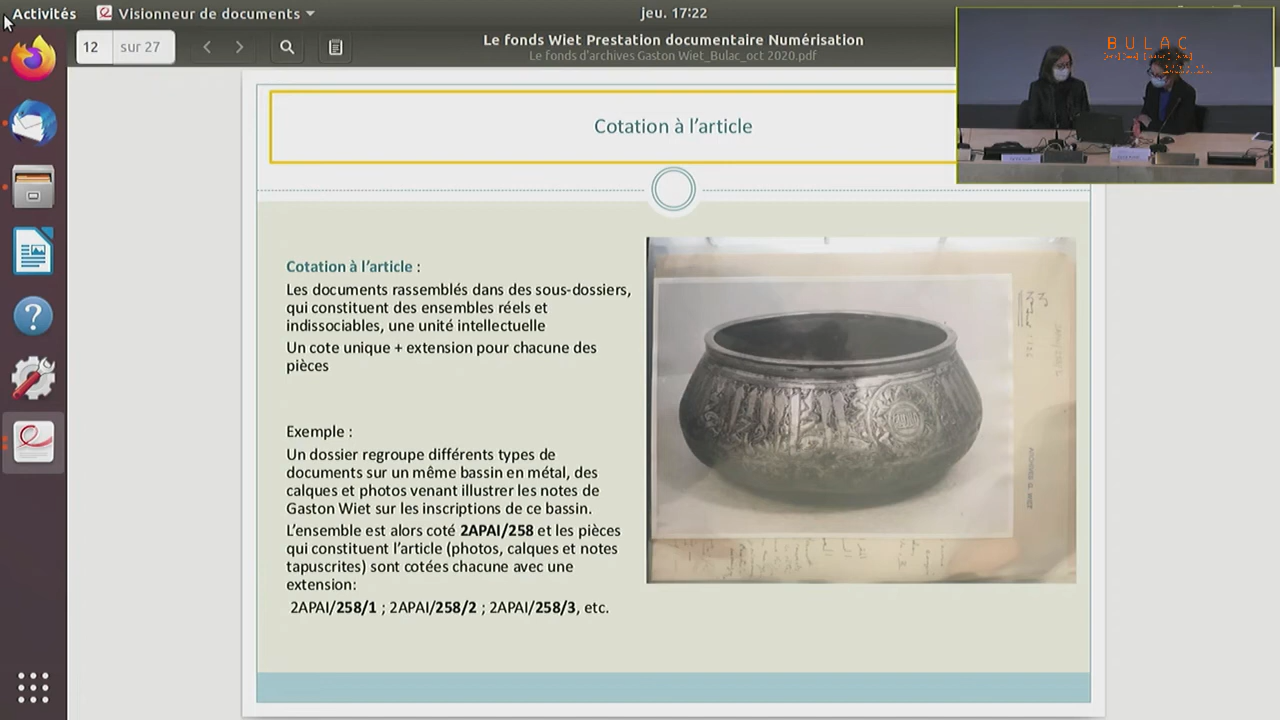 Activités
Visionneur de documents
jeu. 17:22
12
sur 27
Le fonds Wiet Prestation documentaire Numérisation
Le fonds d'archives Gaston Wiet_Bulac_oct 2020.pdf
BULAC
Cotation à l'article
Cotation à l'article :
Les documents rassemblés dans des sous-dossiers,
qui constituent des ensembles réels et
indissociables, une unité intellectuelle
Un cote unique + extension pour chacune des
pièces
Exemple :
Un dossier regroupe différents types de
documents sur un même bassin en métal, des
calques et photos venant illustrer les notes de
Gaston Wiet sur les inscriptions de ce bassin.
L'ensemble est alors coté 2APAI/258 et les pièces
qui constituent l'article (photos, calques et notes
tapuscrites) sont cotées chacune avec une
extension:
2APAI/258/1 ; 2APAI/258/2 ; 2APAI/258/3, etc.
ARCHIVES G. WIET